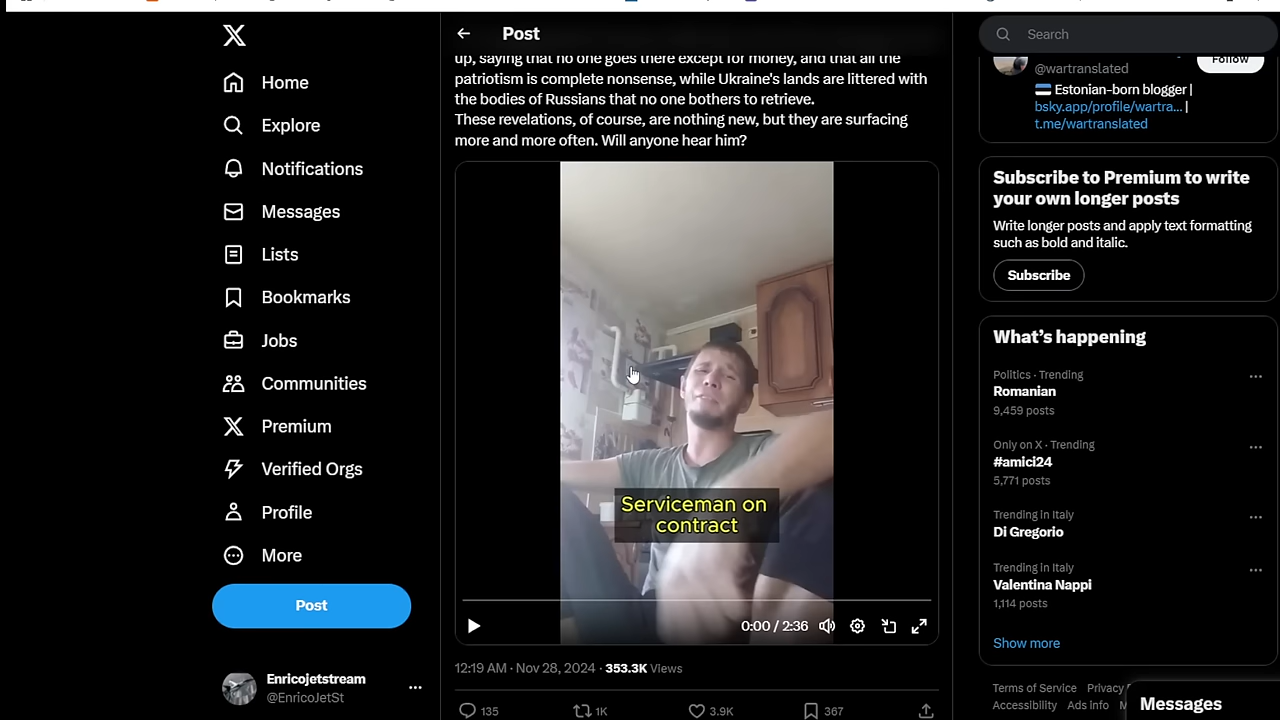 Home
Explore
Notifications
Messages
Lists
Bookmarks
Jobs
Communities
Premium
Verified Orgs
Profile
More
Post
Enricojetstream
@EnricoJetSt
Post
up, saying that no one goes there except for money, and that all the
patriotism is complete nonsense, while Ukraine's lands are littered with
the bodies of Russians that no one bothers to retrieve.
These revelations, of course, are nothing new, but they are surfacing
more and more often. Will anyone hear him?
Serviceman on
contract
0:00 / 2:36
12:19 AM · Nov 28, 2024 · 353.3K Views
135
1K
3.9K
367
Search
@wartranslated
Follow
Estonian-born blogger |
bsky.app/profile/wartra... |
t.me/wartranslated
Subscribe to Premium to write
your own longer posts
Write longer posts and apply text formatting
such as bold and italic.
Subscribe
What's happening
Politics · Trending
Romanian
9,459 posts
Only on X · Trending
#amici24
5,771 posts
Trending in Italy
Di Gregorio
Trending in Italy
Valentina Nappi
1,114 posts
Show more
Terms of Service Privacy
Accessibility Ads info
Messages